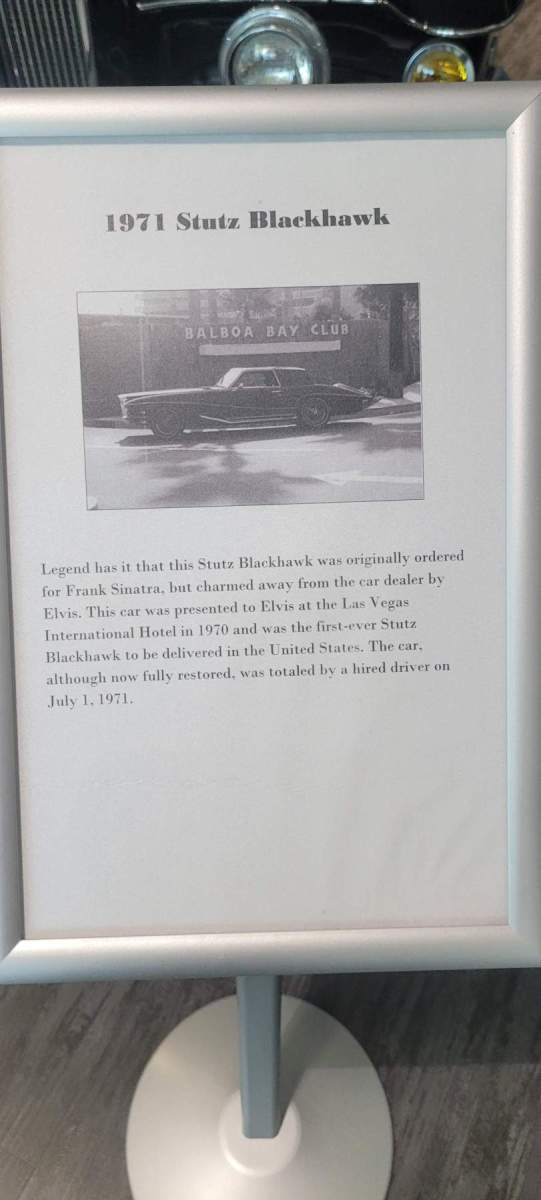 1971 Stutz Blackhawk
BALBOA BAY CLUB
Legend has it that this Stutz Blackhawk was originally ordered
for Frank Sinatra, but charmed away from the car dealer by
Elvis. This car was presented to Elvis at the Las Vegas
International Hotel in 1970 and was the first-ever Stutz
Blackhawk to be delivered in the United States. The car,
although now fully restored, was totaled by a hired driver on
July 1, 1971.